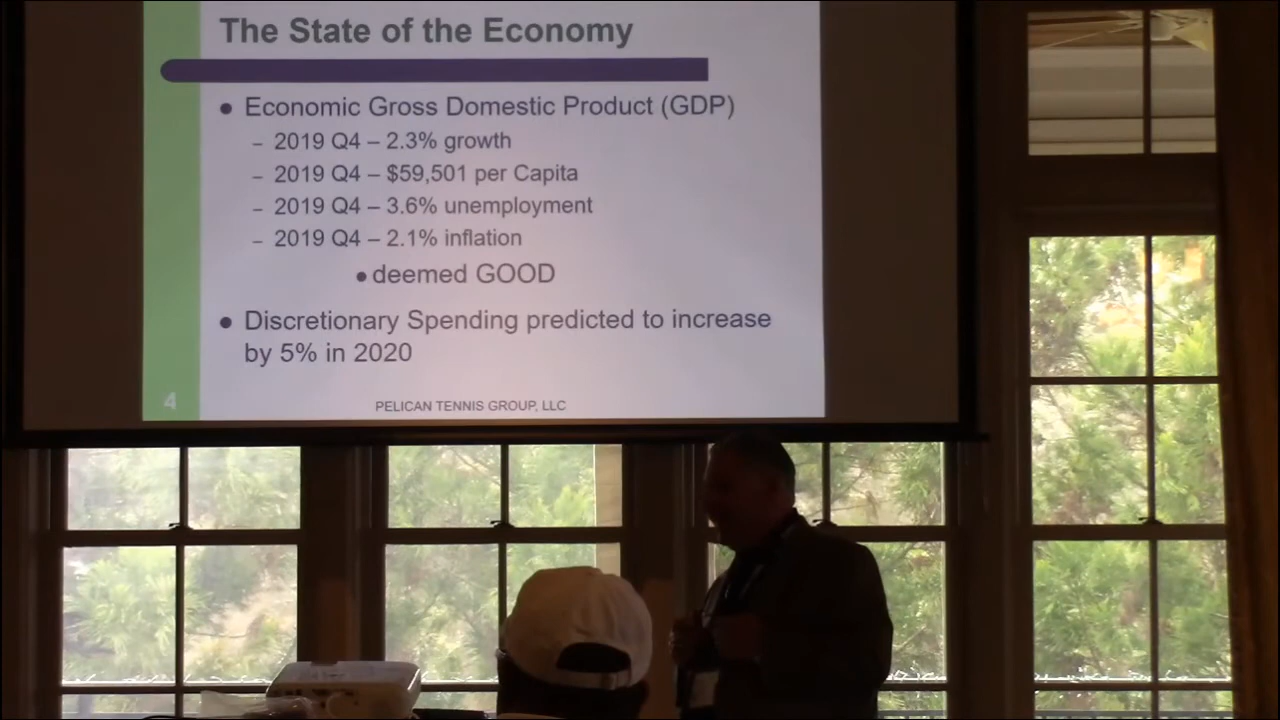 The State of the Economy
● Economic Gross Domestic Product (GDP)
– 2019 Q4 – 2.3% growth
– 2019 Q4 – $59,501 per Capita
– 2019 Q4 – 3.6% unemployment
– 2019 Q4 – 2.1% inflation
● deemed GOOD
● Discretionary Spending predicted to increase
by 5% in 2020
4
PELICAN TENNIS GROUP, LLC